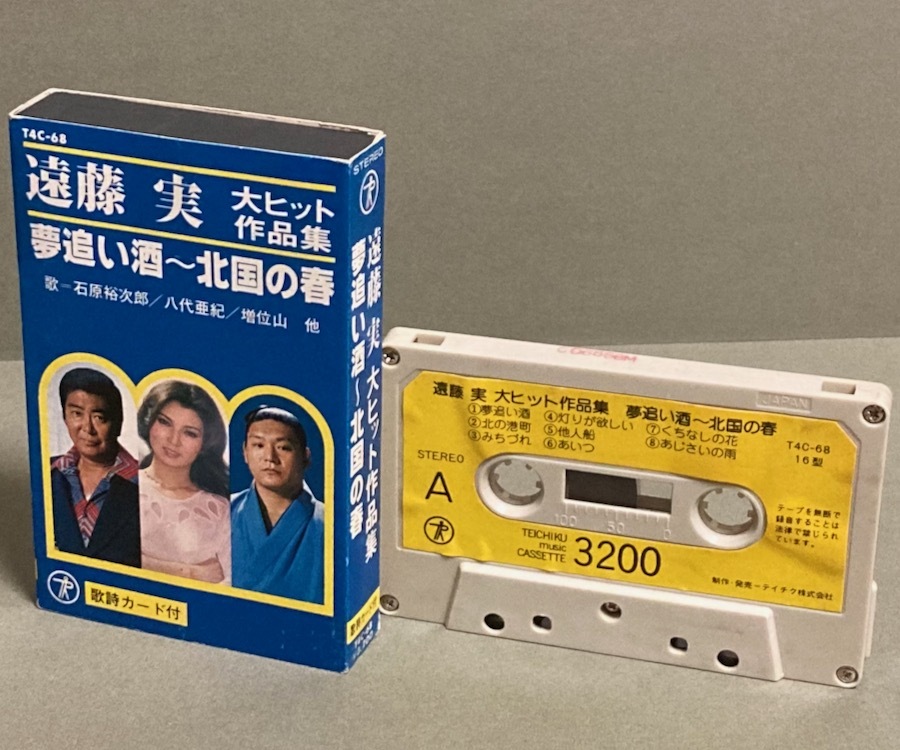 T4C-68
遠藤 実 大ヒット
作品集
夢追い酒〜北国の春
歌=石原裕次郎/八代亜紀/増位山 他
歌詩カード付
STEREO
遠藤 実 大ヒット作品集
夢追い酒〜北国の春
歌詩カード付
JAPAN
遠藤 実 大ヒット作品集 夢追い酒〜北国の春
①夢追い酒 ④灯りが欲しい ⑦くちなしの花
②北の港町 ⑤他人船 ⑧あじさいの雨
③みちづれ ⑥あいつ
T4C-68
16型
STEREO
A
100 50 0
TEICHIKU
music
CASSETTE
3200
テープを無断で
録音することは
法律で禁じられ
ています。
制作・発売－テイチク株式会社